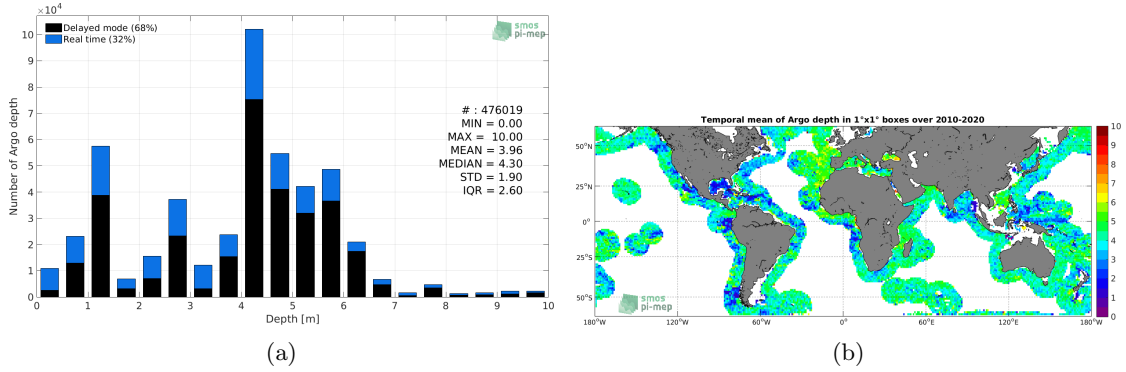 ×10⁴
Delayed mode (68%)
Real time (32%)
smos
pi-mep
10
9
8
7
6
5
4
3
2
1
0
Number of Argo depth
# : 476019
MIN = 0.00
MAX = 10.00
MEAN = 3.96
MEDIAN = 4.30
STD = 1.90
IQR = 2.60
0 1 2 3 4 5 6 7 8 9 10
Depth [m]
(a)
Temporal mean of Argo depth in 1°x1° boxes over 2010-2020
50°N
25°N
0°
25°S
50°S
180°W 120°W 60°W 0° 60°E 120°E 180°W
smos
pi-mep
10
9
8
7
6
5
4
3
2
1
0
(b)